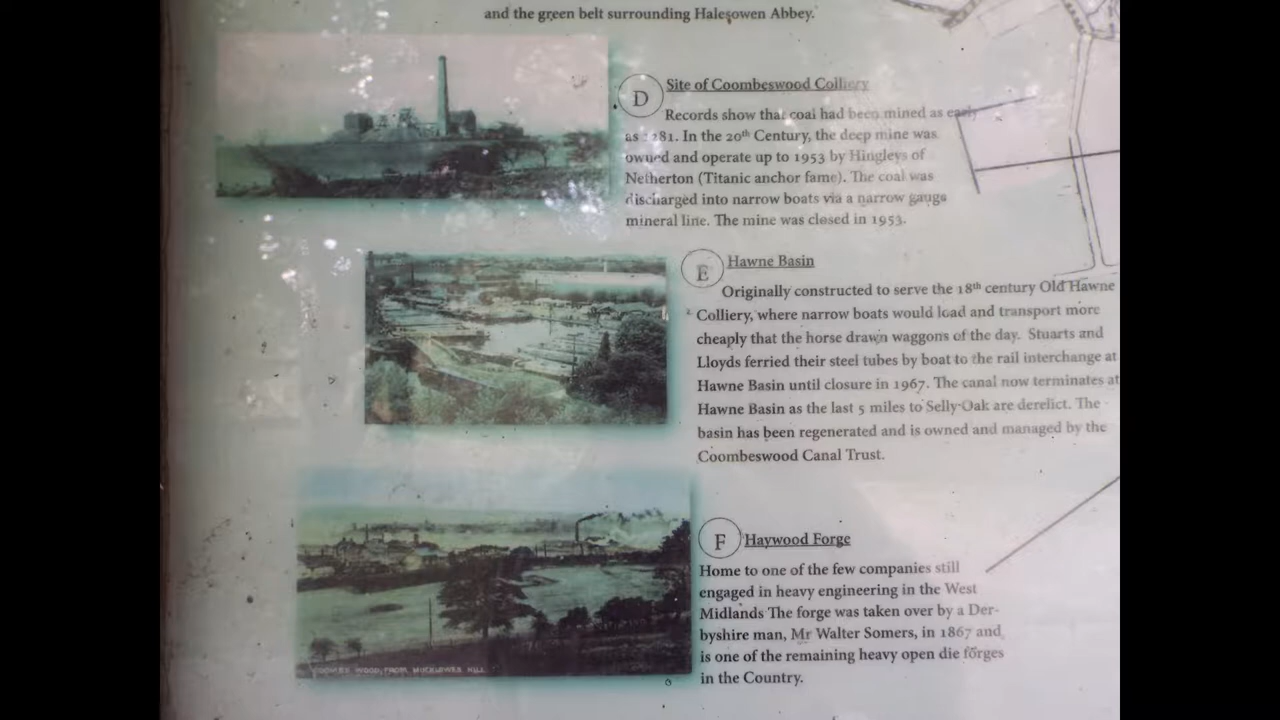 and the green belt surrounding Halesowen Abbey.
D
Site of Coombeswood Colliery
Records show that coal had been mined as early
as 1281. In the 20th Century, the deep mine was
owned and operate up to 1953 by Hingleys of
Netherton (Titanic anchor fame). The coal was
discharged into narrow boats via a narrow gauge
mineral line. The mine was closed in 1953.
E
Hawne Basin
Originally constructed to serve the 18th century Old Hawne
Colliery, where narrow boats would load and transport more
cheaply that the horse drawn waggons of the day. Stuarts and
Lloyds ferried their steel tubes by boat to the rail interchange at
Hawne Basin until closure in 1967. The canal now terminates at
Hawne Basin as the last 5 miles to Selly Oak are derelict. The
basin has been regenerated and is owned and managed by the
Coombeswood Canal Trust.
F
Haywood Forge
Home to one of the few companies still
engaged in heavy engineering in the West
Midlands The forge was taken over by a Der-
byshire man, Mr Walter Somers, in 1867 and
is one of the remaining heavy open die forges
in the Country.
COOMBES WOOD, FROM MUCKLOWES HILL